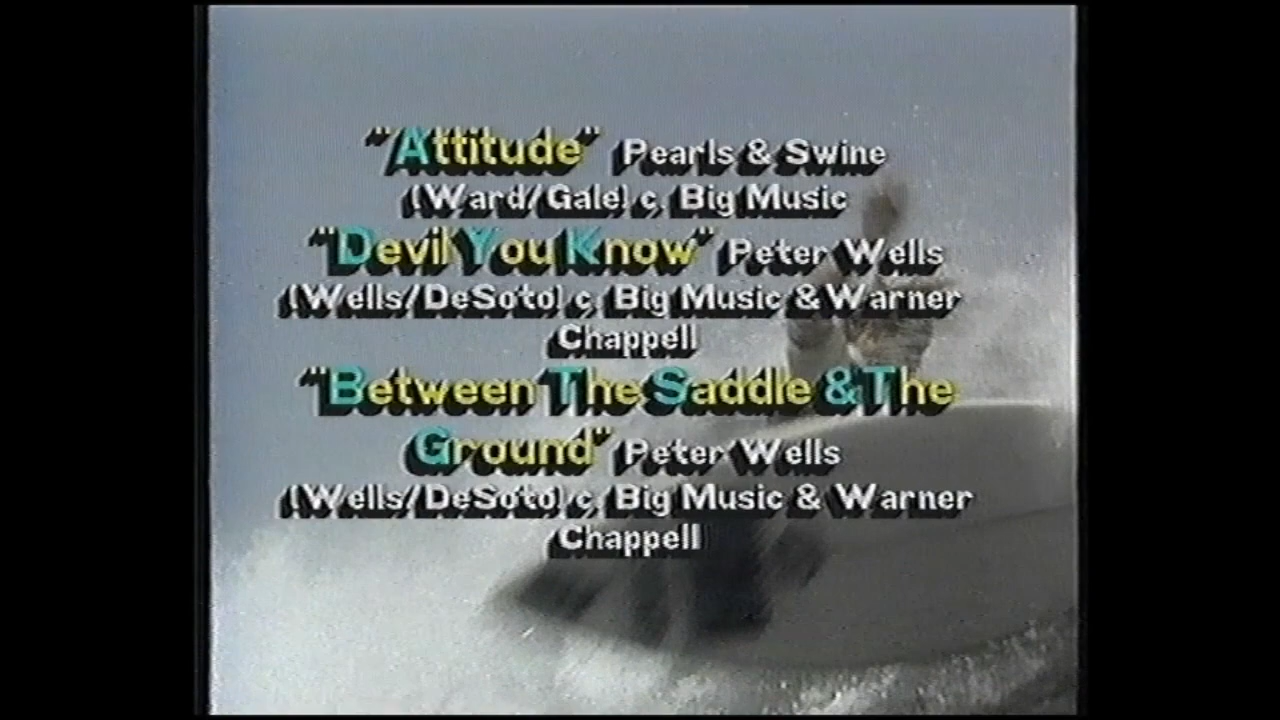 "Attitude" Pearls & Swine
(Ward/Gale) c. Big Music
"Devil You Know" Peter Wells
(Wells/DeSoto) c. Big Music & Warner
Chappell
"Between The Saddle & The
Ground" Peter Wells
(Wells/DeSoto) c. Big Music & Warner
Chappell